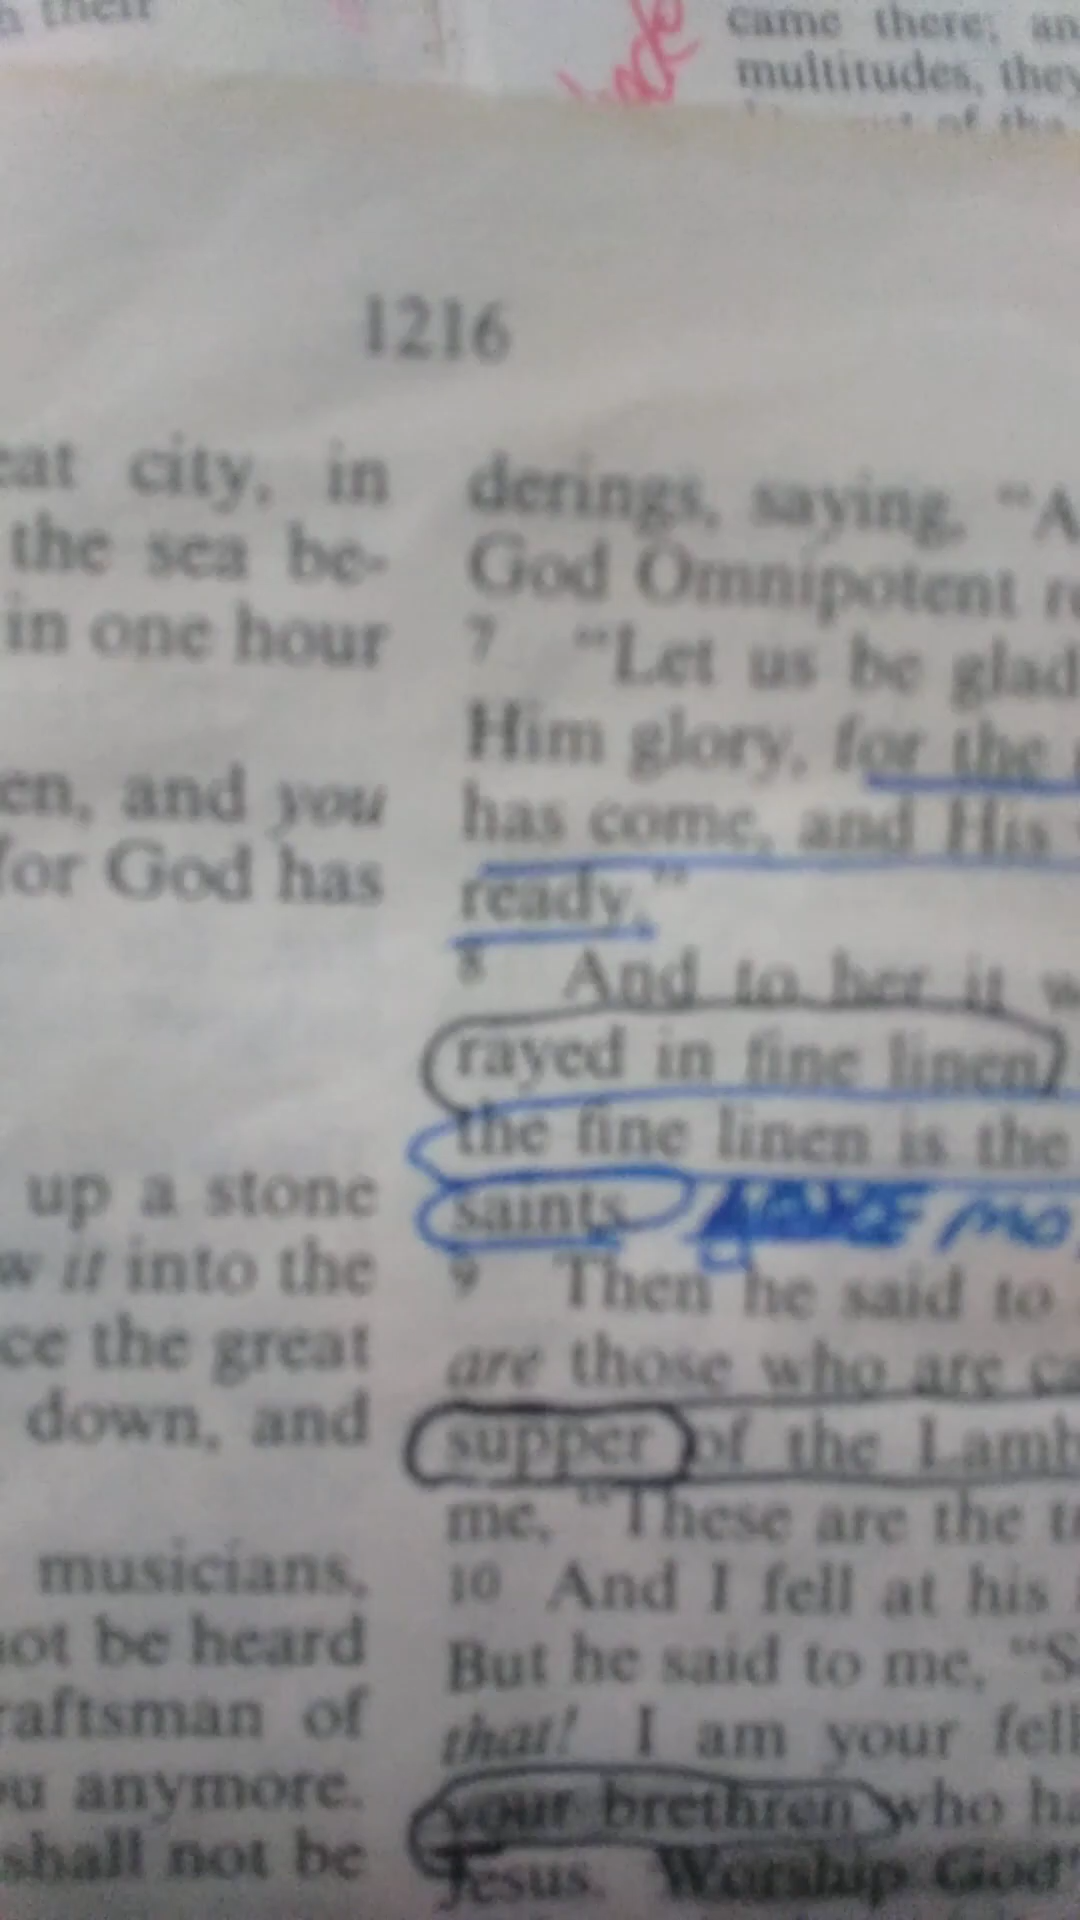 their
came there; an
multitudes, they
of the
1216
eat city, in
the sea be-
in one hour
en, and you
for God has
up a stone
w it into the
ce the great
down, and
musicians,
not be heard
raftsman of
ou anymore.
shall not be
derings, saying, "A
God Omnipotent re
7 "Let us be glad
Him glory, for the
has come, and His
ready."
8 And to her it w
rayed in fine linen
the fine linen is the
saints.
9 Then he said to
are those who are ca
supper of the Lamb
me, "These are the t
10 And I fell at his
But he said to me, "S
that! I am your fell
your brethren who ha
Jesus. Worship God